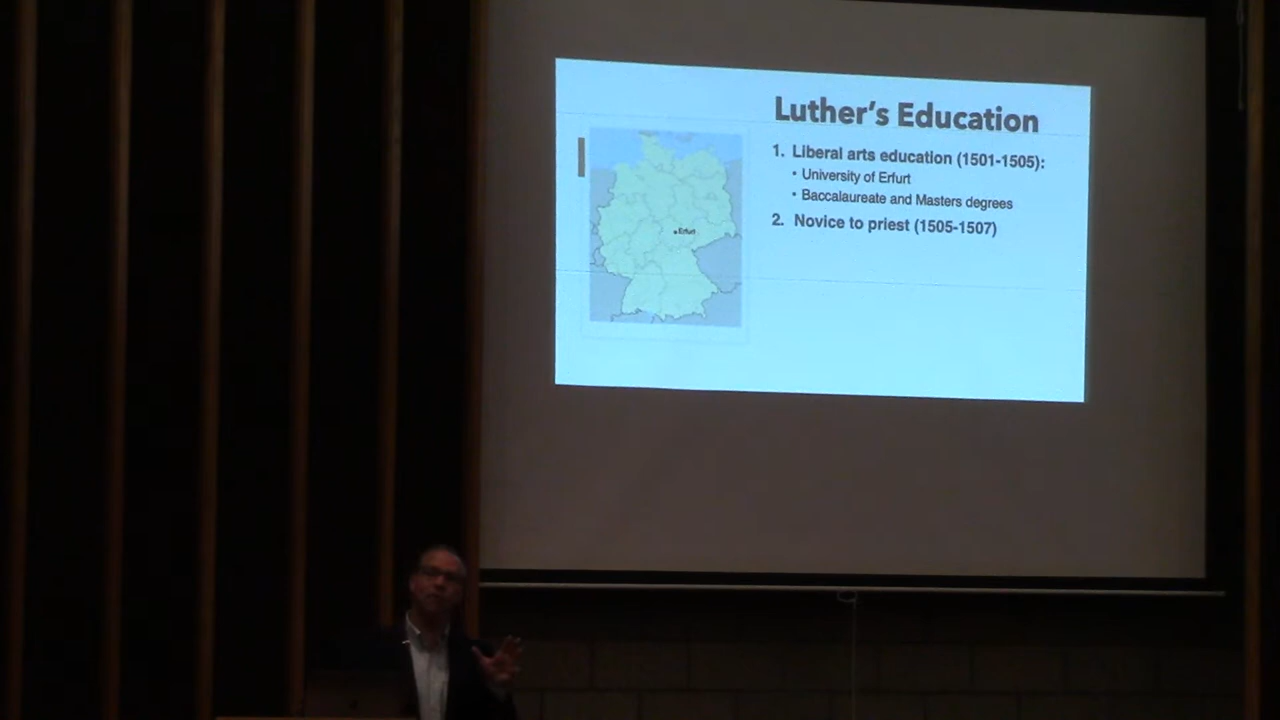 Luther's Education
1. Liberal arts education (1501-1505):
• University of Erfurt
• Baccalaureate and Masters degrees
2. Novice to priest (1505-1507)
Erfurt